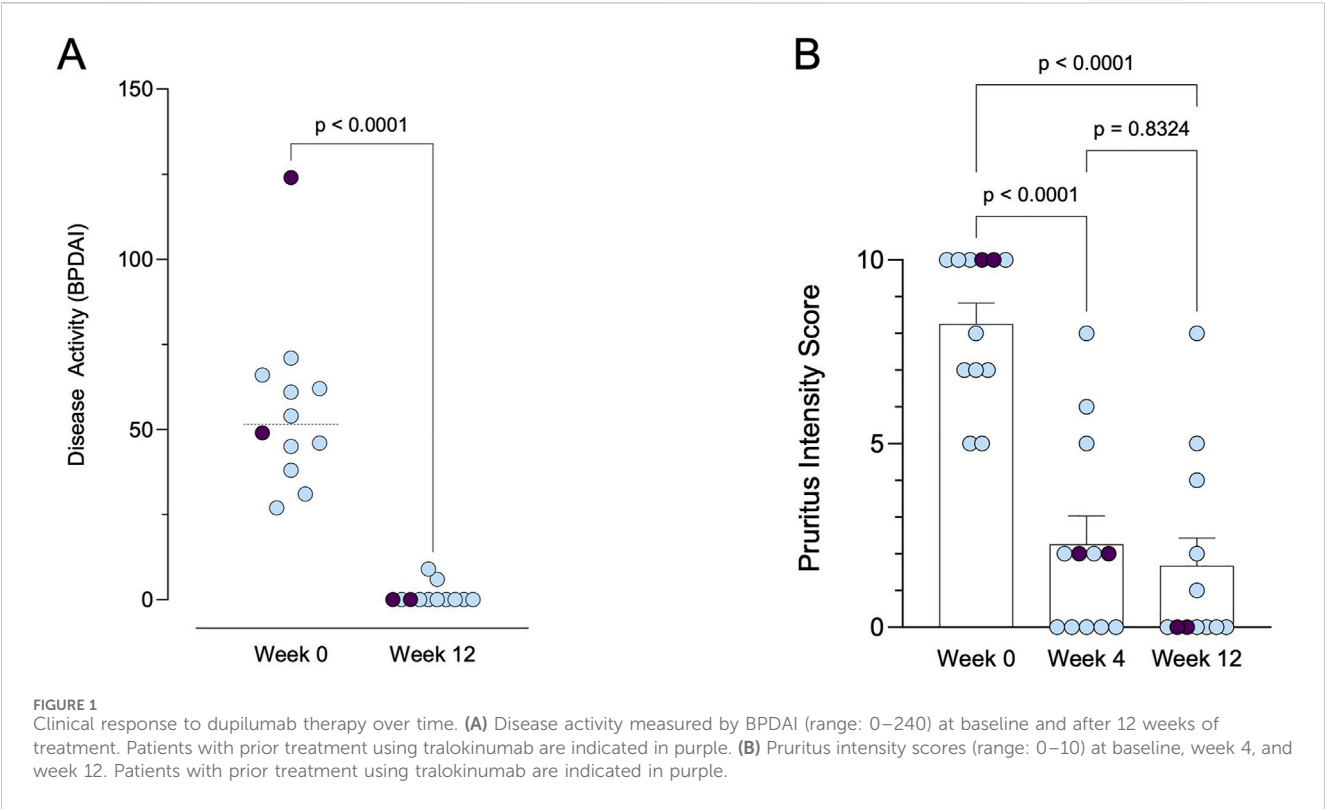 A
B
p < 0.0001
150
p < 0.0001
p = 0.8324
p < 0.0001
100
50
0
Disease Activity (BPDAI)
Week 0
Week 12
10
5
0
Pruritus Intensity Score
Week 0
Week 4
Week 12
FIGURE 1
Clinical response to dupilumab therapy over time. (A) Disease activity measured by BPDAI (range: 0–240) at baseline and after 12 weeks of
treatment. Patients with prior treatment using tralokinumab are indicated in purple. (B) Pruritus intensity scores (range: 0–10) at baseline, week 4, and
week 12. Patients with prior treatment using tralokinumab are indicated in purple.